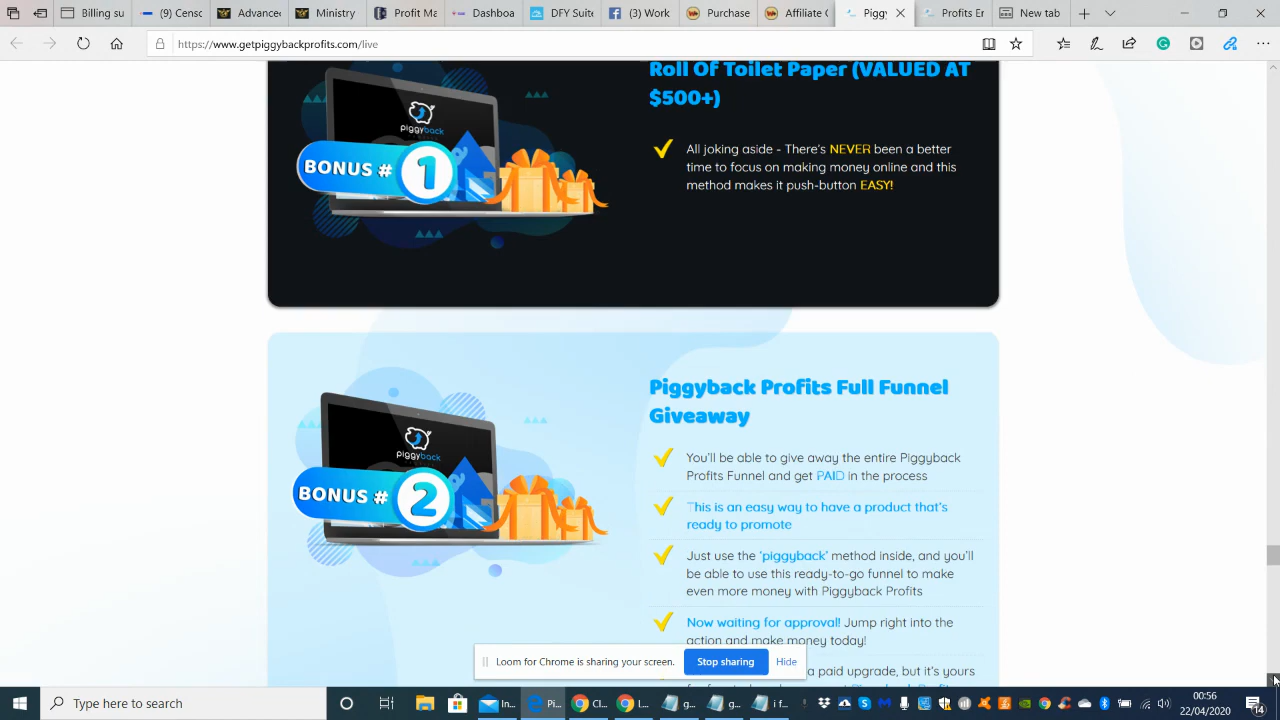 Billing
(9) Censo
Advance
Ministry
Profit Ma
Dashboa
DFY Suite
(3) Work
Purchase
Affiliate
Piggy
Profits Er
New tab
https://www.getpiggybackprofits.com/live
Roll Of Toilet Paper (VALUED AT
$500+)
piggyback
BONUS # 1
All joking aside - There's NEVER been a better
time to focus on making money online and this
method makes it push-button EASY!
Piggyback Profits Full Funnel
Giveaway
piggyback
BONUS # 2
You'll be able to give away the entire Piggyback
Profits Funnel and get PAID in the process
This is an easy way to have a product that's
ready to promote
Just use the 'piggyback' method inside, and you'll
be able to use this ready-to-go funnel to make
even more money with Piggyback Profits
Now waiting for approval! Jump right into the
action and make money today!
a paid upgrade, but it's yours
Loom for Chrome is sharing your screen.
Stop sharing
Hide
Type here to search
In
Pi...
Cl...
L
g...
g...
i f
00:56
22/04/2020
14